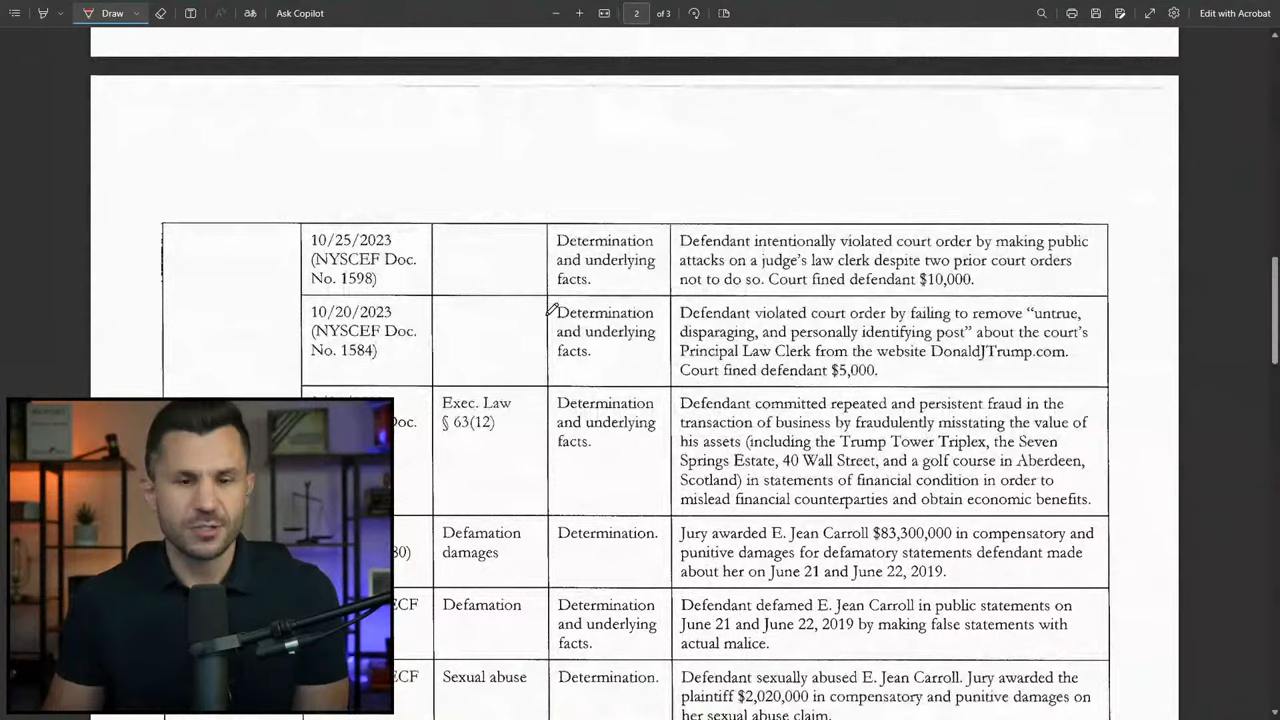 Draw
Ask Copilot
2 of 3
Edit with Acrobat
10/25/2023
(NYSCEF Doc.
No. 1598)
Determination
and underlying
facts.
Defendant intentionally violated court order by making public
attacks on a judge's law clerk despite two prior court orders
not to do so. Court fined defendant $10,000.
10/20/2023
(NYSCEF Doc.
No. 1584)
Determination
and underlying
facts.
Defendant violated court order by failing to remove “untrue,
disparaging, and personally identifying post” about the court's
Principal Law Clerk from the website DonaldJTrump.com.
Court fined defendant $5,000.
Doc.
Exec. Law
§ 63(12)
Determination
and underlying
facts.
Defendant committed repeated and persistent fraud in the
transaction of business by fraudulently misstating the value of
his assets (including the Trump Tower Triplex, the Seven
Springs Estate, 40 Wall Street, and a golf course in Aberdeen,
Scotland) in statements of financial condition in order to
mislead financial counterparties and obtain economic benefits.
80)
Defamation
damages
Determination.
Jury awarded E. Jean Carroll $83,300,000 in compensatory and
punitive damages for defamatory statements defendant made
about her on June 21 and June 22, 2019.
ECF
Defamation
Determination
and underlying
facts.
Defendant defamed E. Jean Carroll in public statements on
June 21 and June 22, 2019 by making false statements with
actual malice.
ECF
Sexual abuse
Determination.
Defendant sexually abused E. Jean Carroll. Jury awarded the
plaintiff $2,020,000 in compensatory and punitive damages on
her sexual abuse claim.